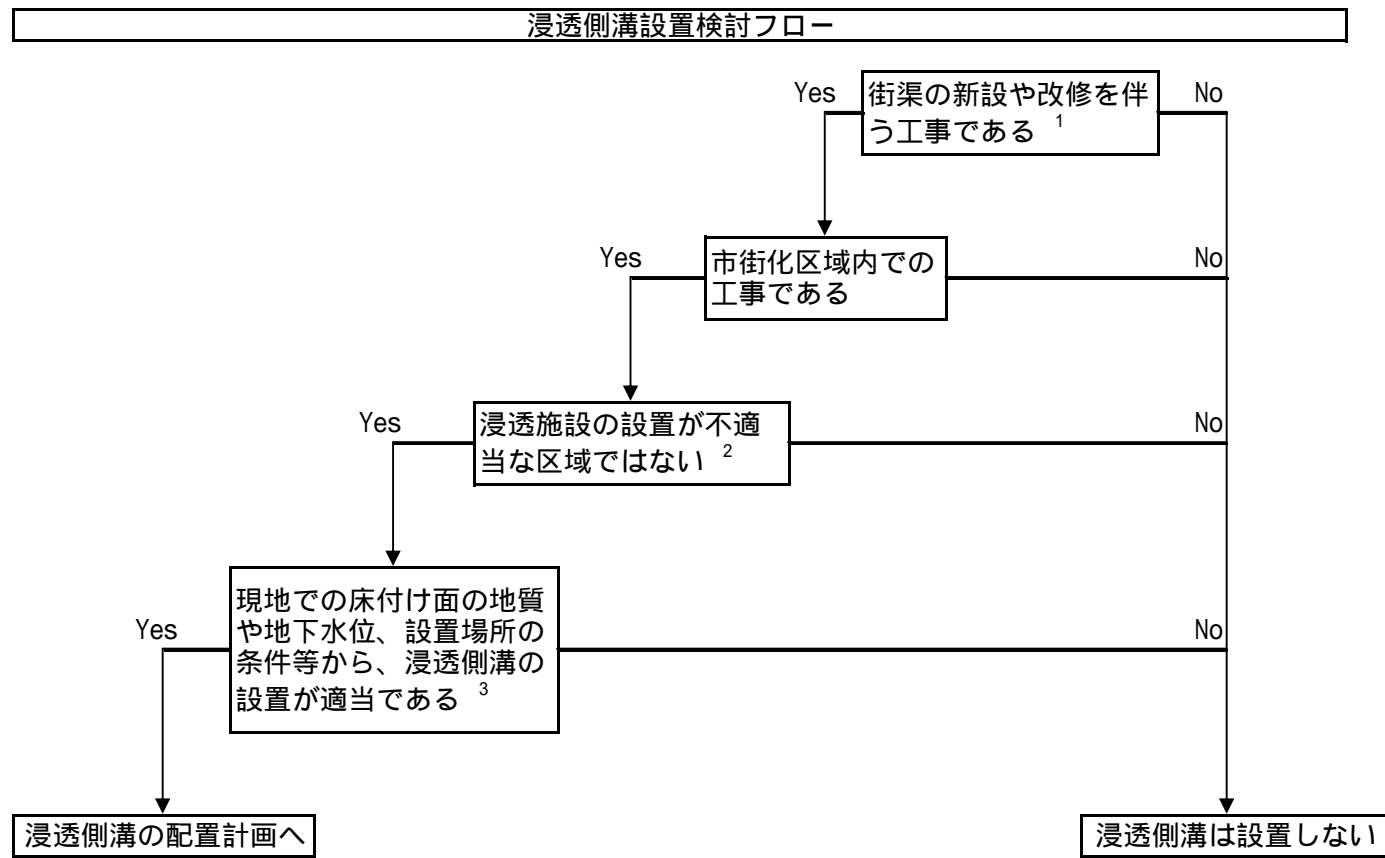 浸透側溝設置検討フロー
Yes
街渠の新設や改修を伴
う工事である 1
No
Yes
市街化区域内での
工事である
No
Yes
浸透施設の設置が不適
当な区域ではない 2
No
Yes
現地での床付け面の地質
や地下水位、設置場所の
条件等から、浸透側溝の
設置が適当である 3
No
浸透側溝の配置計画へ
浸透側溝は設置しない